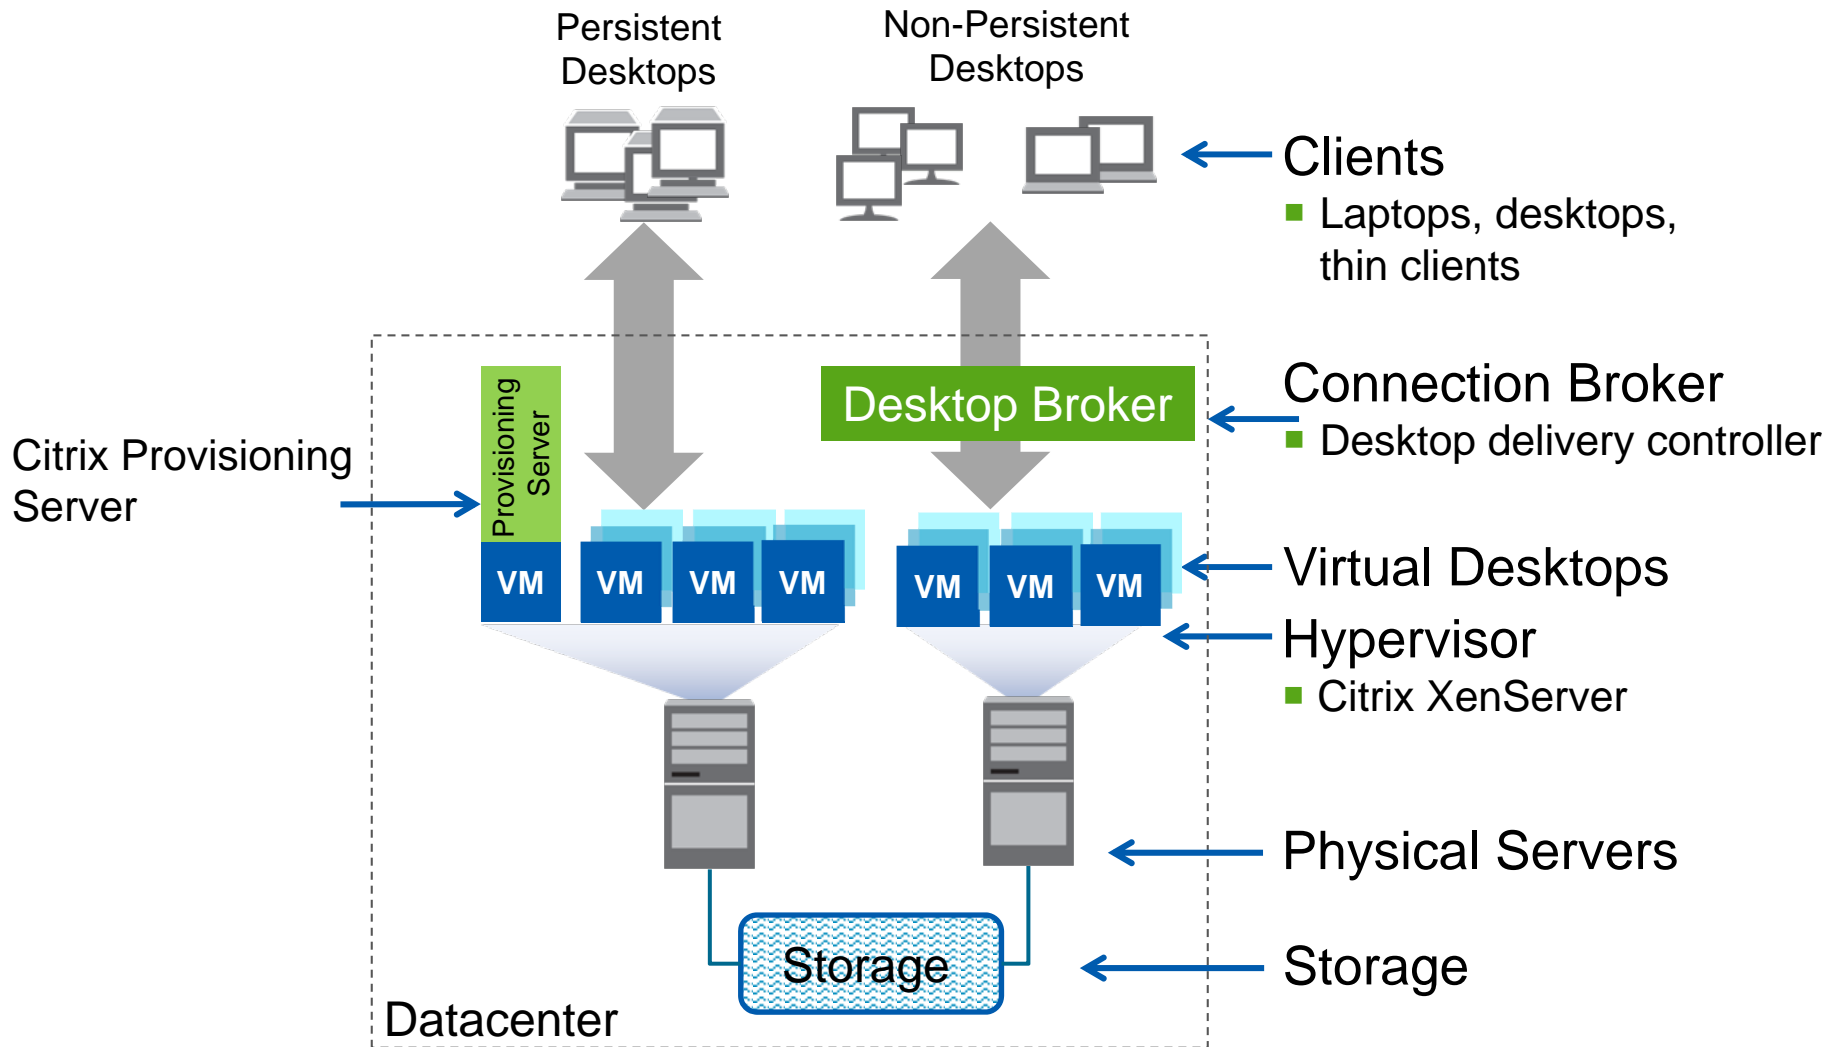 Persistent
Desktops
Non-Persistent
Desktops
Clients
Laptops, desktops,
thin clients
Connection Broker
Desktop delivery controller
Desktop Broker
Provisioning
Server
Citrix Provisioning
Server
VM
VM
VM
VM
VM
VM
VM
Virtual Desktops
Hypervisor
Citrix XenServer
Physical Servers
Storage
Storage
Datacenter